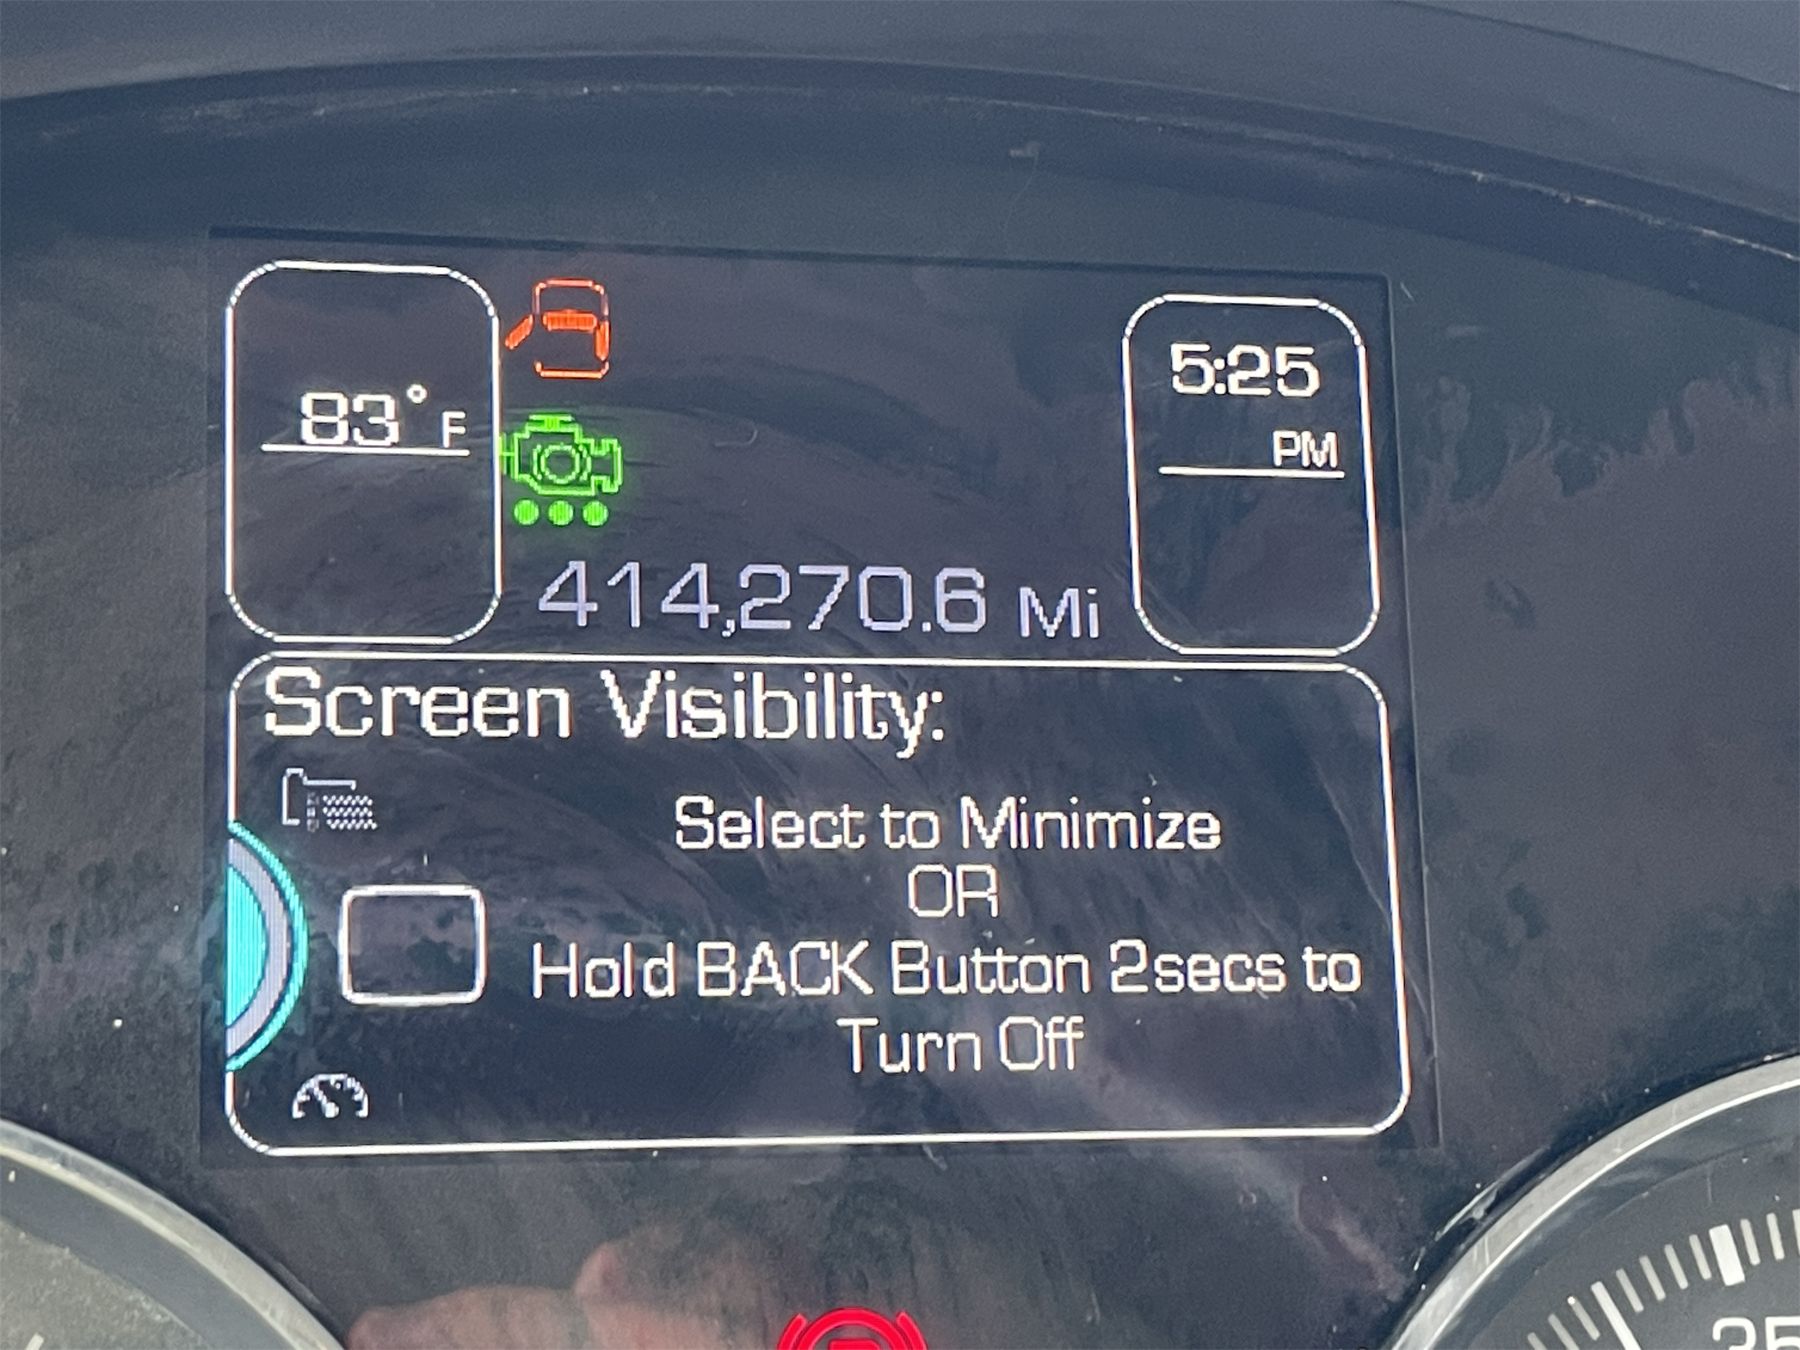 83°F
5:25
PM
414,270.6 Mi
Screen Visibility:
Select to Minimize
OR
Hold BACK Button 2secs to
Turn Off